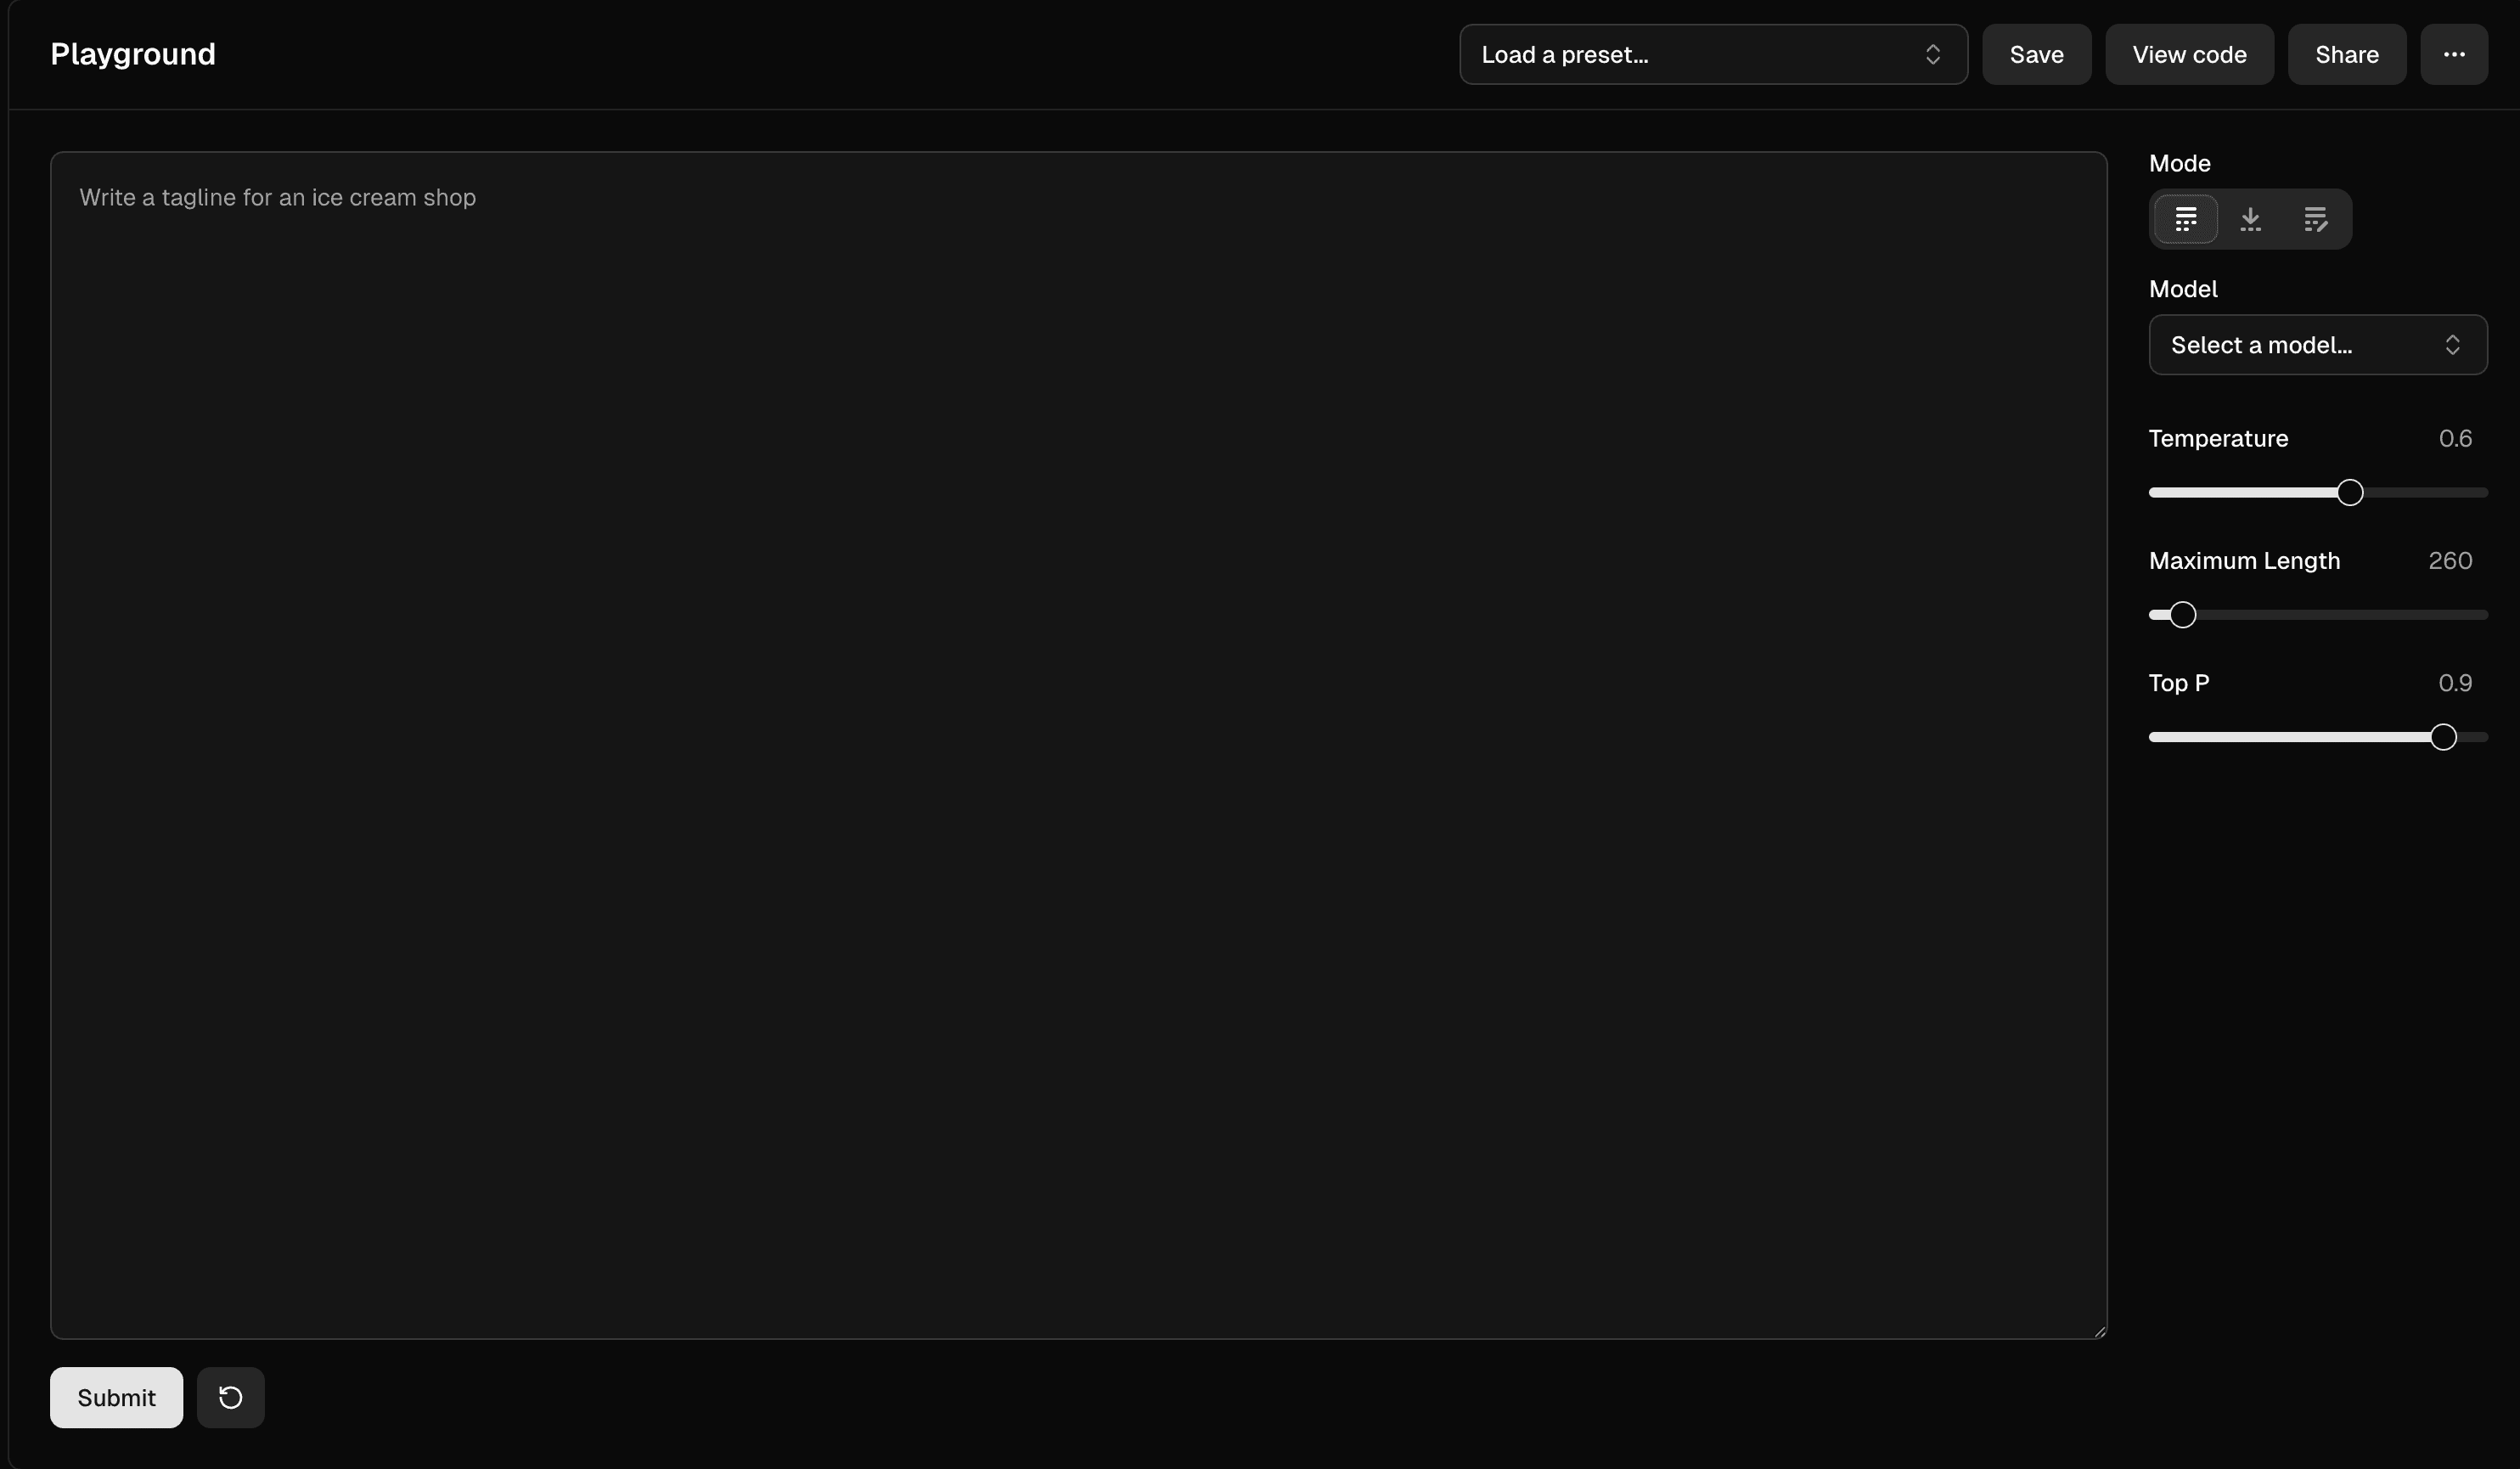 Playground
Load a preset...
Save
View code
Share
Write a tagline for an ice cream shop
Mode
Model
Select a model...
Temperature
0.6
Maximum Length
260
Top P
0.9
Submit